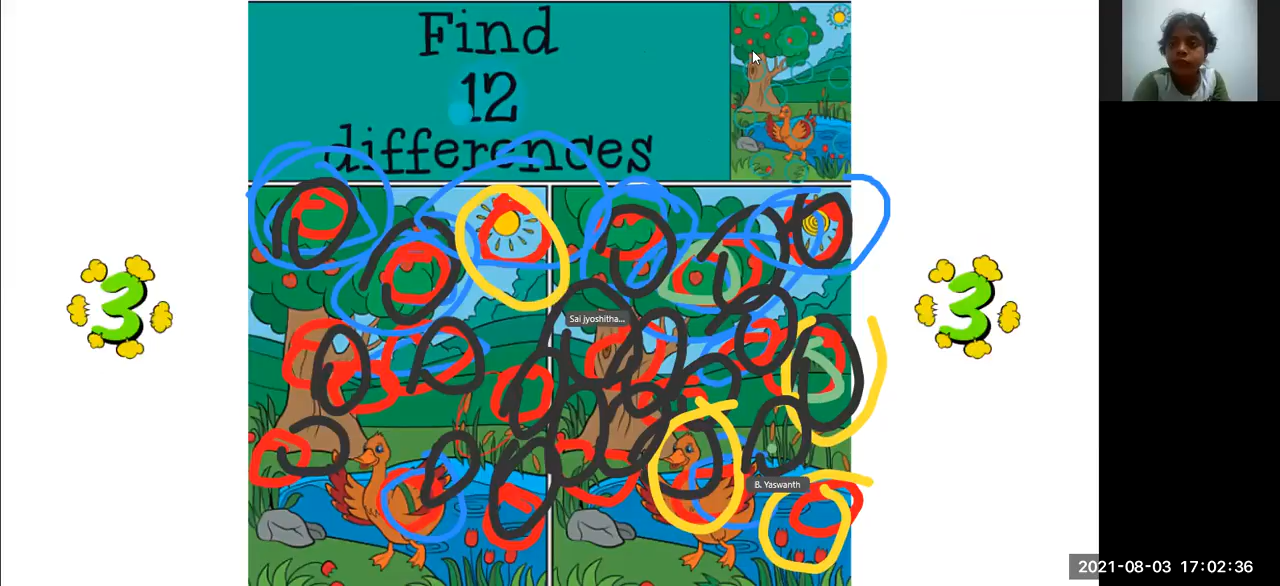 Find
12
differences
3
3
Sai jyoshitha...
B. Yaswanth
2021-08-03 17:02:36